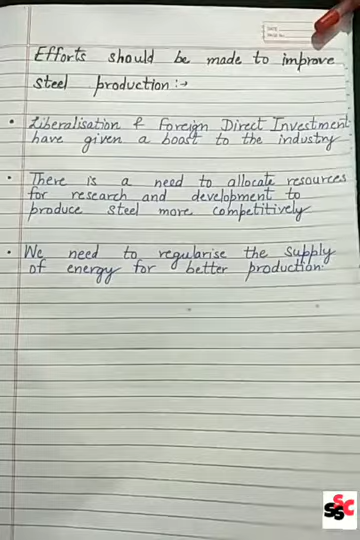 Efforts should be made to improve
steel production :→
• Liberalisation & Foreign Direct Investment
have given a boost to the industry
• There is a need to allocate resources
for research and development to
produce steel more competitively
• We need to regularise the supply
of energy for better production.
SSSC